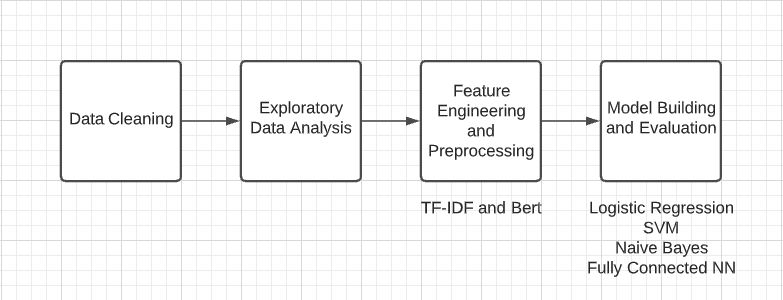 Data Cleaning
Exploratory
Data Analysis
Feature
Engineering
and
Preprocessing
Model Building
and Evaluation
TF-IDF and Bert
Logistic Regression
SVM
Naive Bayes
Fully Connected NN